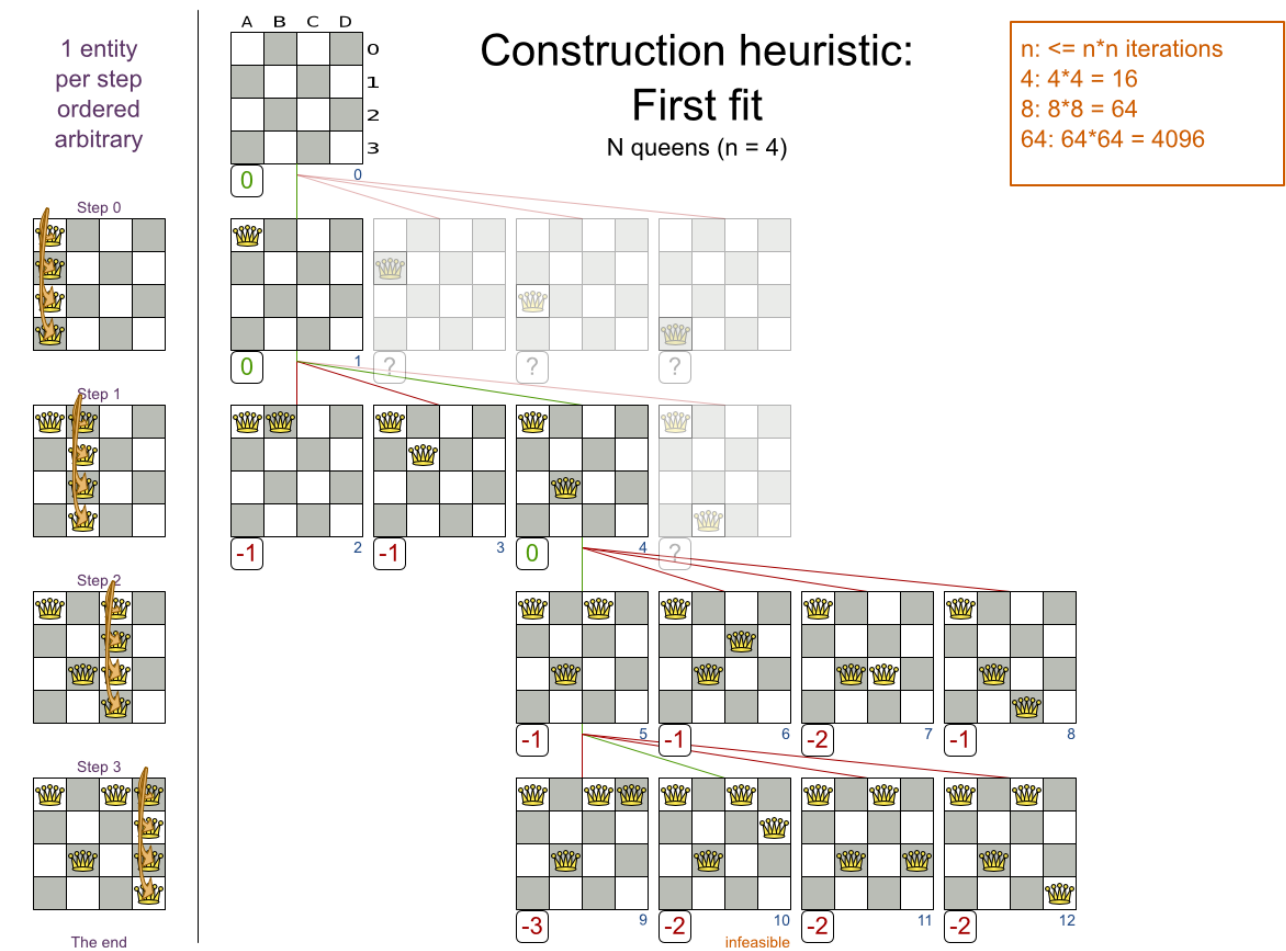 1 entity
per step
ordered
arbitrary
A B C D
0
1
2
3
Construction heuristic:
First fit
N queens (n = 4)
n: <= n*n iterations
4: 4*4 = 16
8: 8*8 = 64
64: 64*64 = 4096
0 0
Step 0
0 1 ? ? ?
Step 1
-1 2 -1 3 0 4 ?
Step 2
-1 5 -1 6 -2 7 -1 8
Step 3
-3 9 -2 10 -2 11 -2 12
infeasible
The end